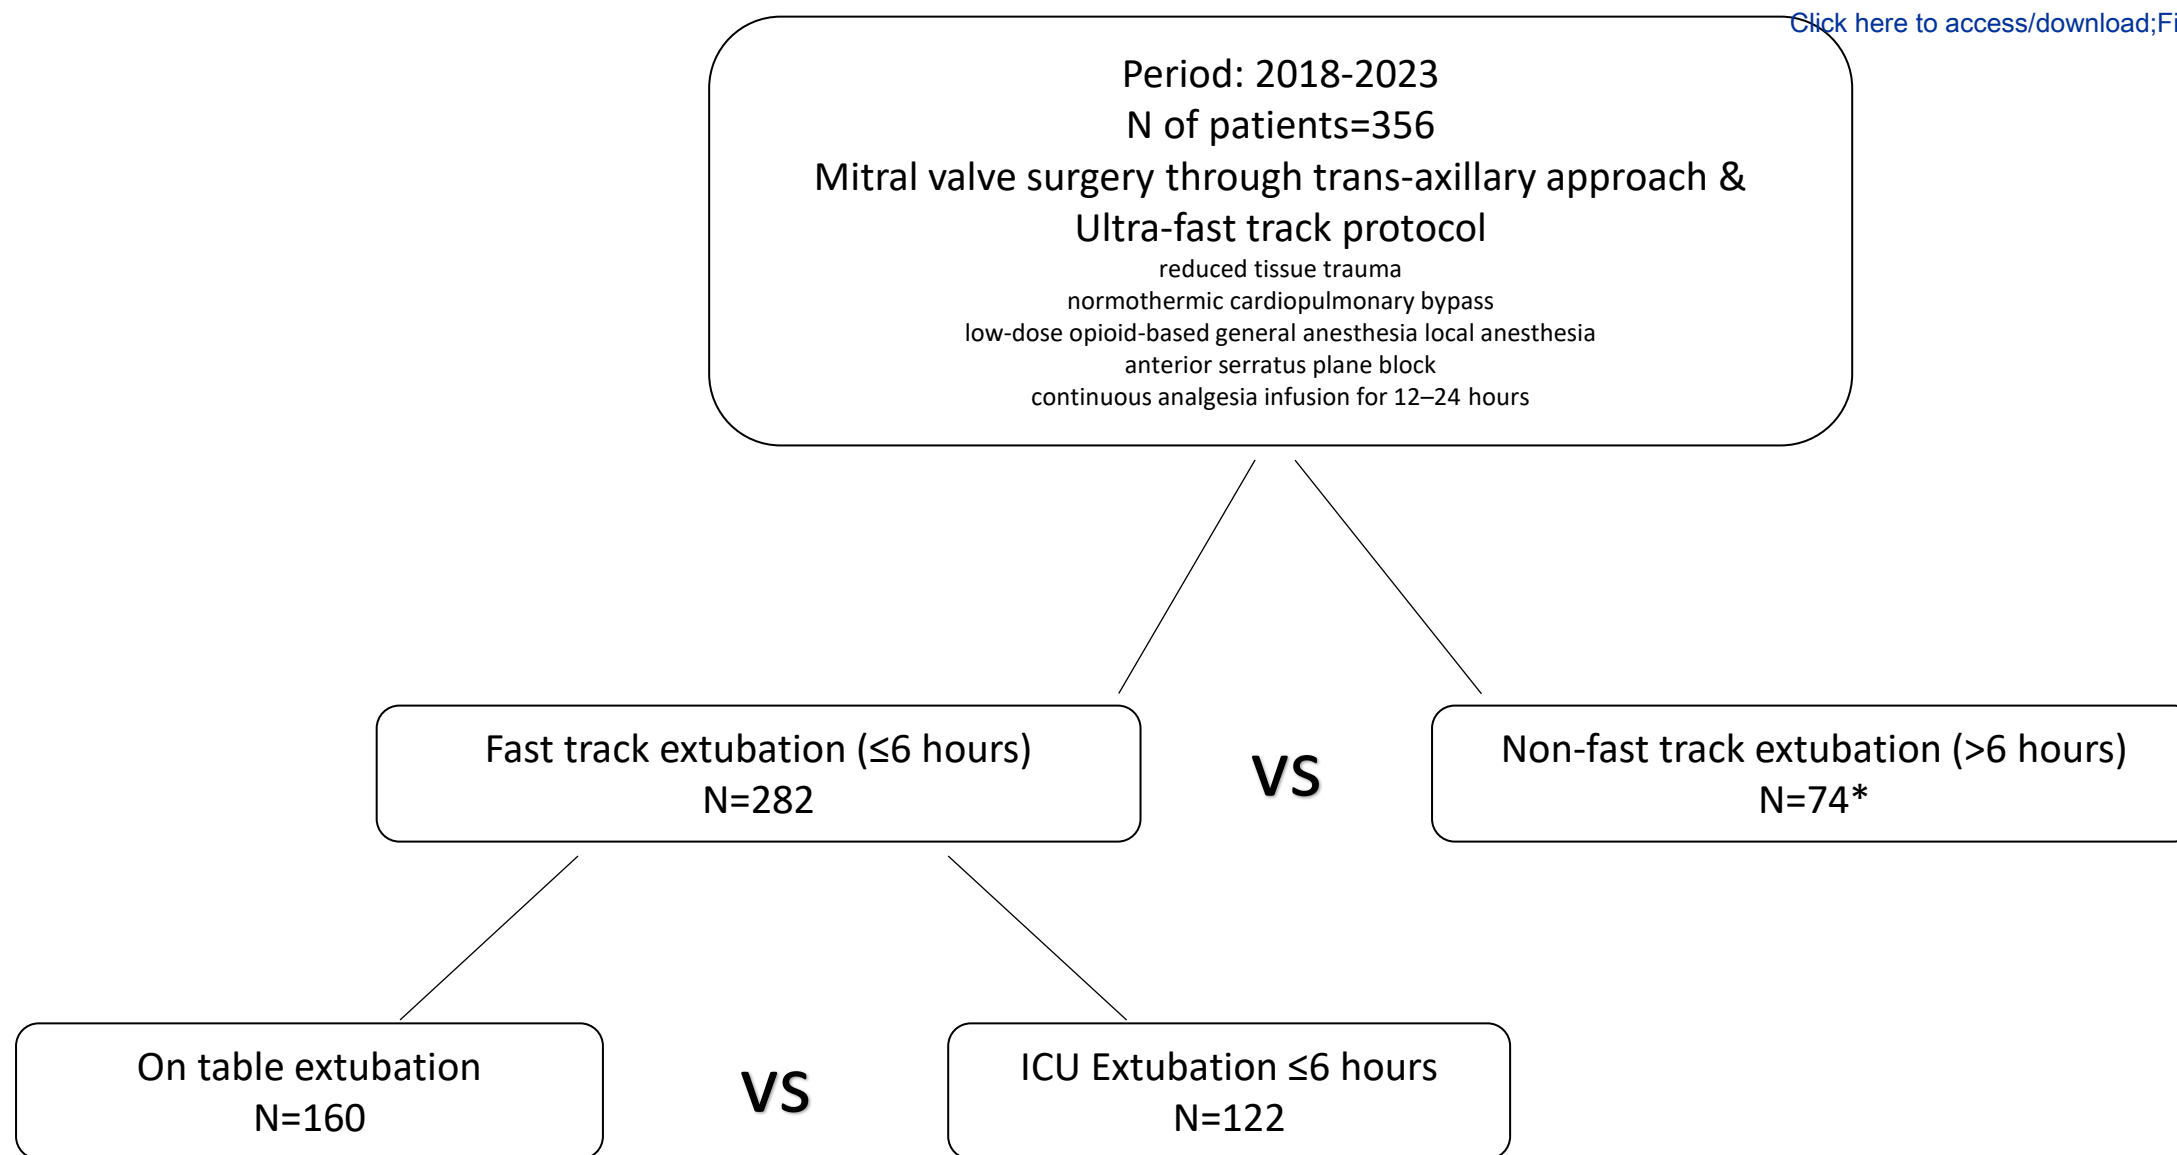 Click here to access/download;Fi
Period: 2018-2023
N of patients=356
Mitral valve surgery through trans-axillary approach &
Ultra-fast track protocol
reduced tissue trauma
normothermic cardiopulmonary bypass
low-dose opioid-based general anesthesia local anesthesia
anterior serratus plane block
continuous analgesia infusion for 12–24 hours
Fast track extubation (≤6 hours)
N=282
vs
Non-fast track extubation (>6 hours)
N=74*
On table extubation
N=160
vs
ICU Extubation ≤6 hours
N=122